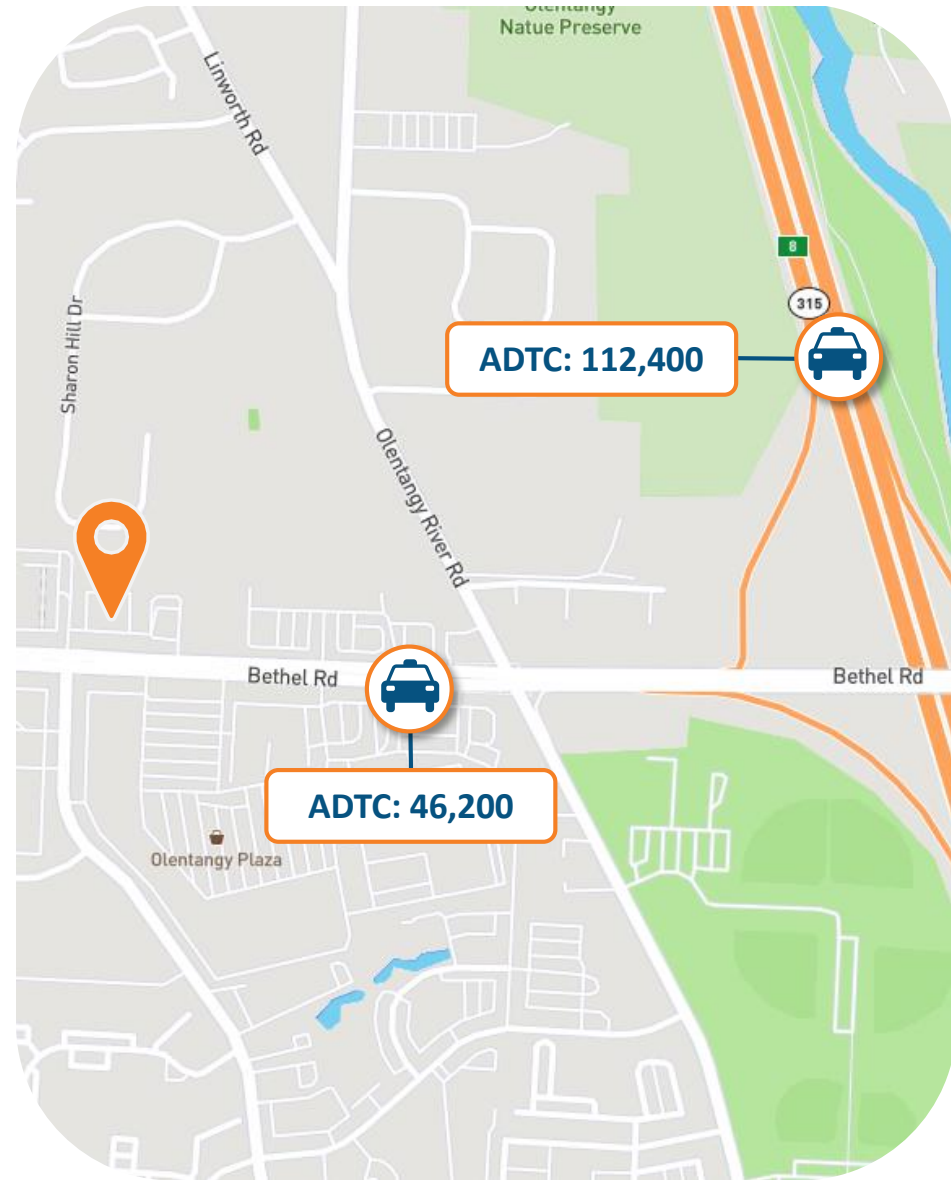 Olentangy
Natue Preserve
Linworth Rd
8
315
Sharon Hill Dr
ADTC: 112,400
Olentangy River Rd
Bethel Rd
Bethel Rd
ADTC: 46,200
Olentangy Plaza